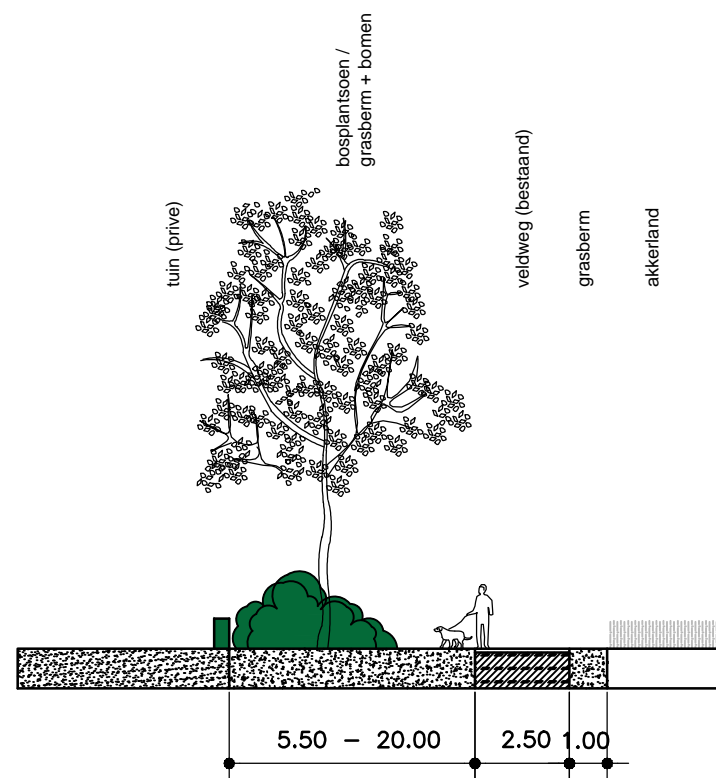 tuin (prive)
bosplantsoen /
grasberm + bomen
veldweg (bestaand)
grasberm
akkerland
5.50 – 20.00
2.50
1.00